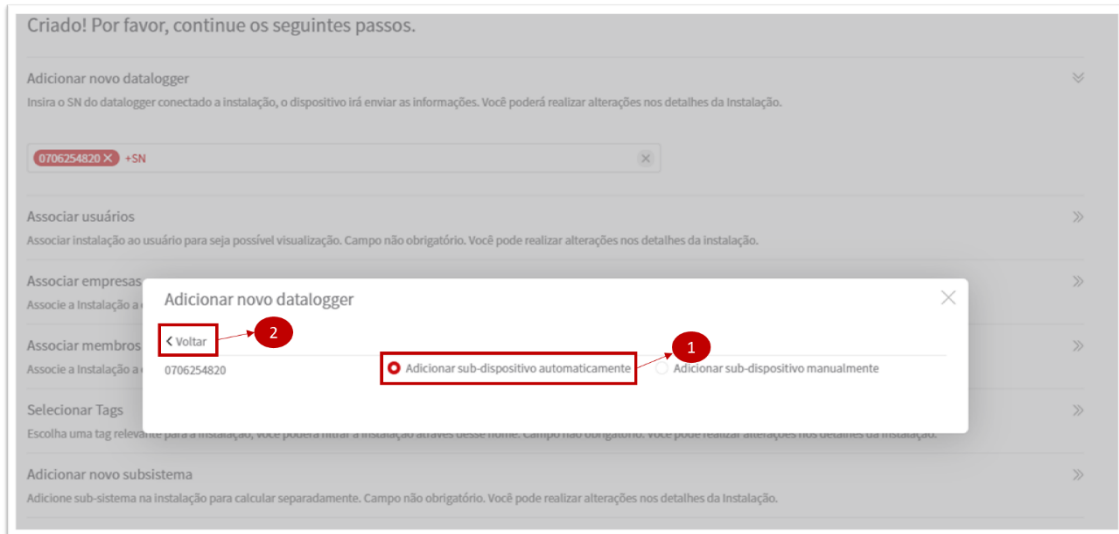 Criado! Por favor, continue os seguintes passos.
Adicionar novo datalogger
Insira o SN do datalogger conectado a instalação, o dispositivo irá enviar as informações. Você poderá realizar alterações nos detalhes da Instalação.
0706254820 × +SN
Associar usuários
Associar instalação ao usuário para seja possível visualização. Campo não obrigatório. Você pode realizar alterações nos detalhes da instalação.
Associar empresas
Associe a Instalação a
Adicionar novo datalogger
Voltar
2
1
Associar membros
Associe a Instalação a
0706254820
Adicionar sub-dispositivo automaticamente
Adicionar sub-dispositivo manualmente
Selecionar Tags
Escolha uma tag relevante para a instalação, você poderá filtrar a instalação através desse nome. Campo não obrigatório. Você pode realizar alterações nos detalhes da instalação.
Adicionar novo subsistema
Adicione sub-sistema na instalação para calcular separadamente. Campo não obrigatório. Você pode realizar alterações nos detalhes da Instalação.